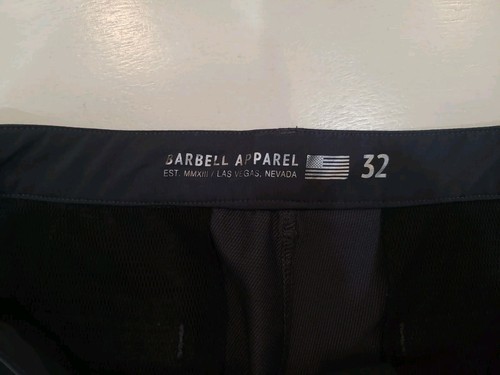 BARBELL APPAREL
EST. MMXIII / LAS VEGAS, NEVADA
32